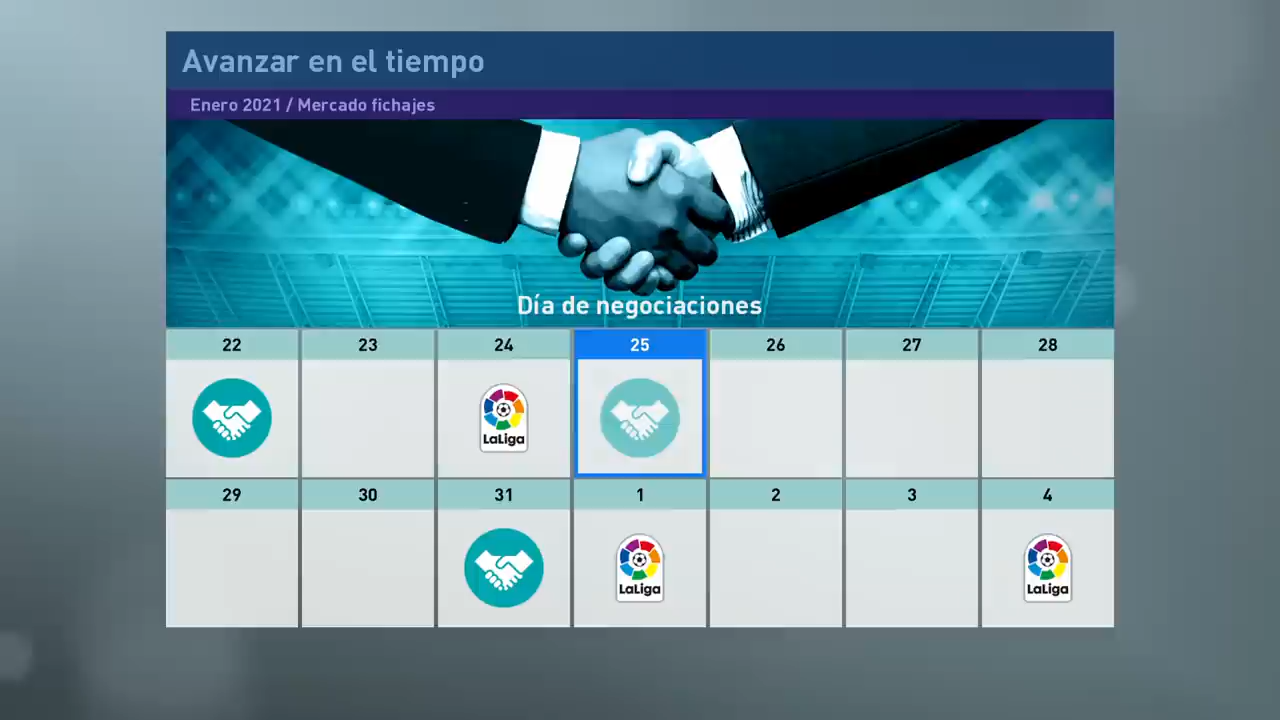 Avanzar en el tiempo
Enero 2021 / Mercado fichajes
Día de negociaciones
22 23 24 25 26 27 28
LaLiga
29 30 31 1 2 3 4
LaLiga LaLiga